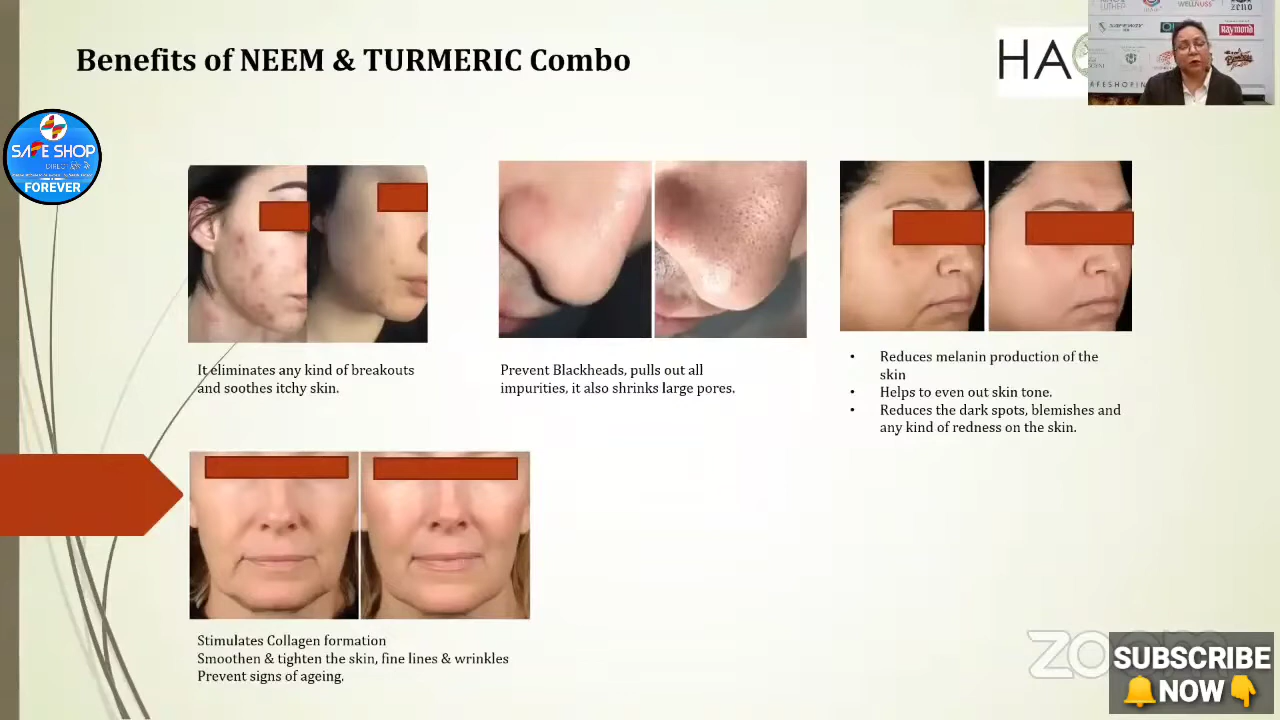 Benefits of NEEM & TURMERIC Combo
HA
Raymond
AFESHOPIN
SAFE SHOP
FOREVER
It eliminates any kind of breakouts
and soothes itchy skin.
Prevent Blackheads, pulls out all
impurities, it also shrinks large pores.
• Reduces melanin production of the
skin
• Helps to even out skin tone.
• Reduces the dark spots, blemishes and
any kind of redness on the skin.
Stimulates Collagen formation
Smoothen & tighten the skin, fine lines & wrinkles
Prevent signs of ageing.
zoom
SUBSCRIBE
NOW